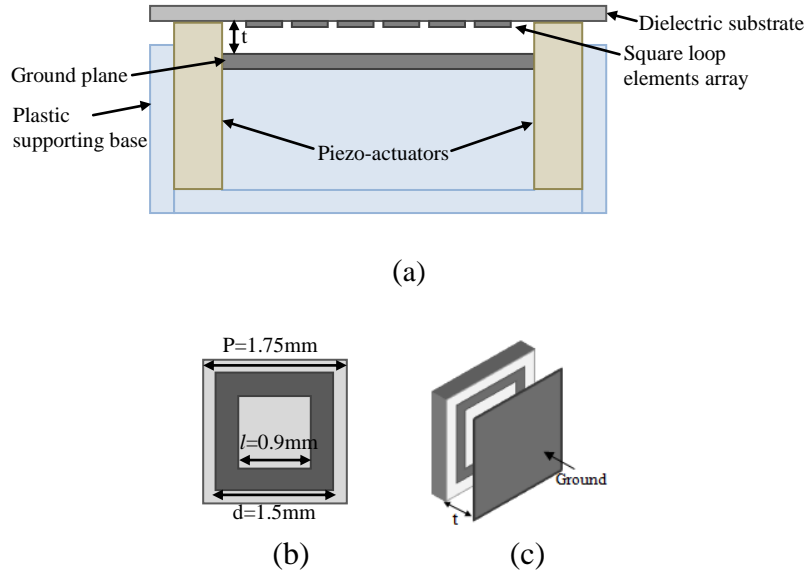 t
Dielectric substrate
Square loop
elements array
Ground plane
Plastic
supporting base
Piezo-actuators
(a)
P=1.75mm
l=0.9mm
d=1.5mm
Ground
t
(b)
(c)